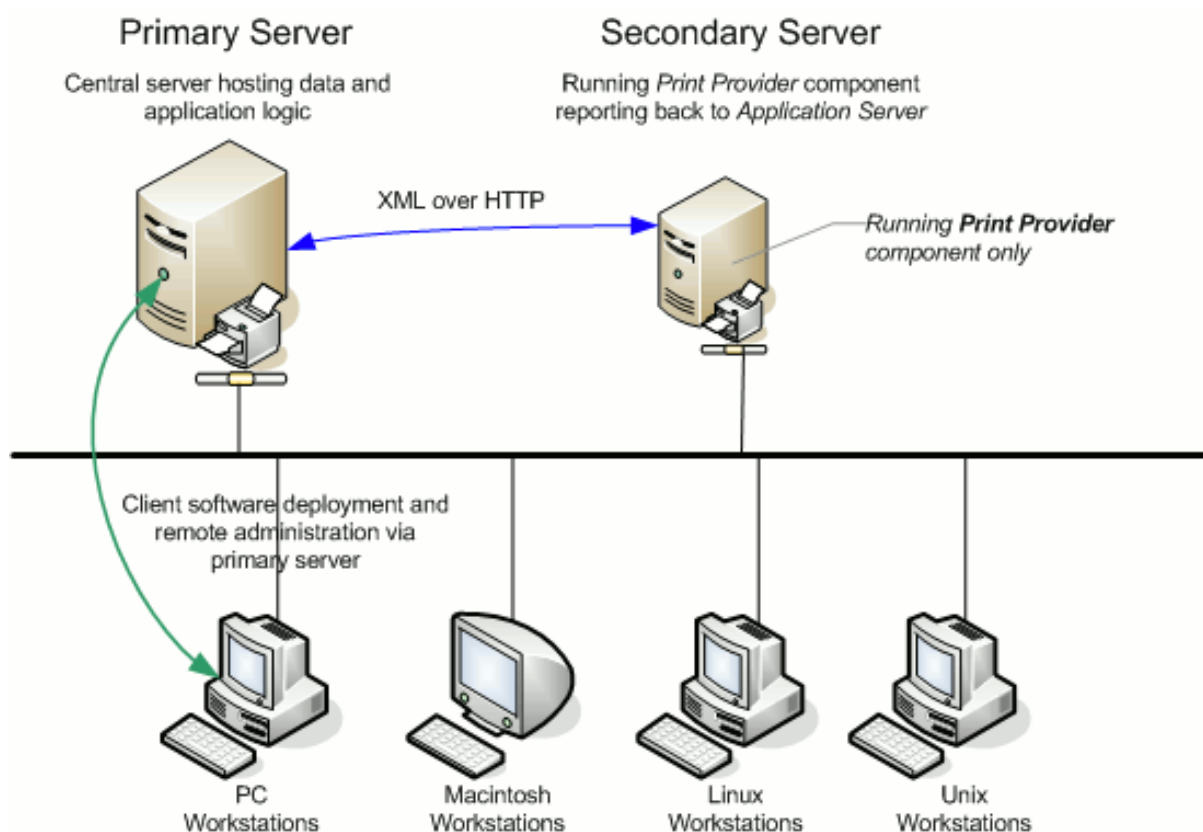 Primary Server
Central server hosting data and
application logic
Secondary Server
Running Print Provider component
reporting back to Application Server
XML over HTTP
Running Print Provider
component only
Client software deployment and
remote administration via
primary server
PC
Workstations
Macintosh
Workstations
Linux
Workstations
Unix
Workstations